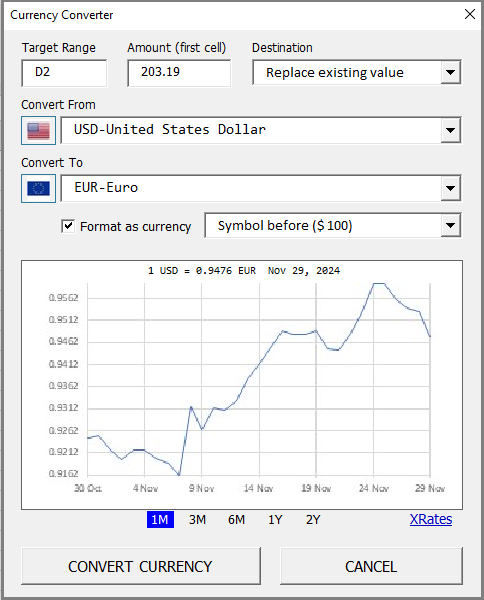 Currency Converter
Target Range Amount (first cell) Destination
D2 203.19 Replace existing value
Convert From
USD-United States Dollar
Convert To
EUR-Euro
Format as currency Symbol before ($100)
1 USD = 0.9476 EUR Nov 29, 2024
0.9562
0.9512
0.9462
0.9412
0.9362
0.9312
0.9262
0.9212
0.9162
30 Oct 4 Nov 9 Nov 14 Nov 19 Nov 24 Nov 29 Nov
1M 3M 6M 1Y 2Y XRates
CONVERT CURRENCY CANCEL